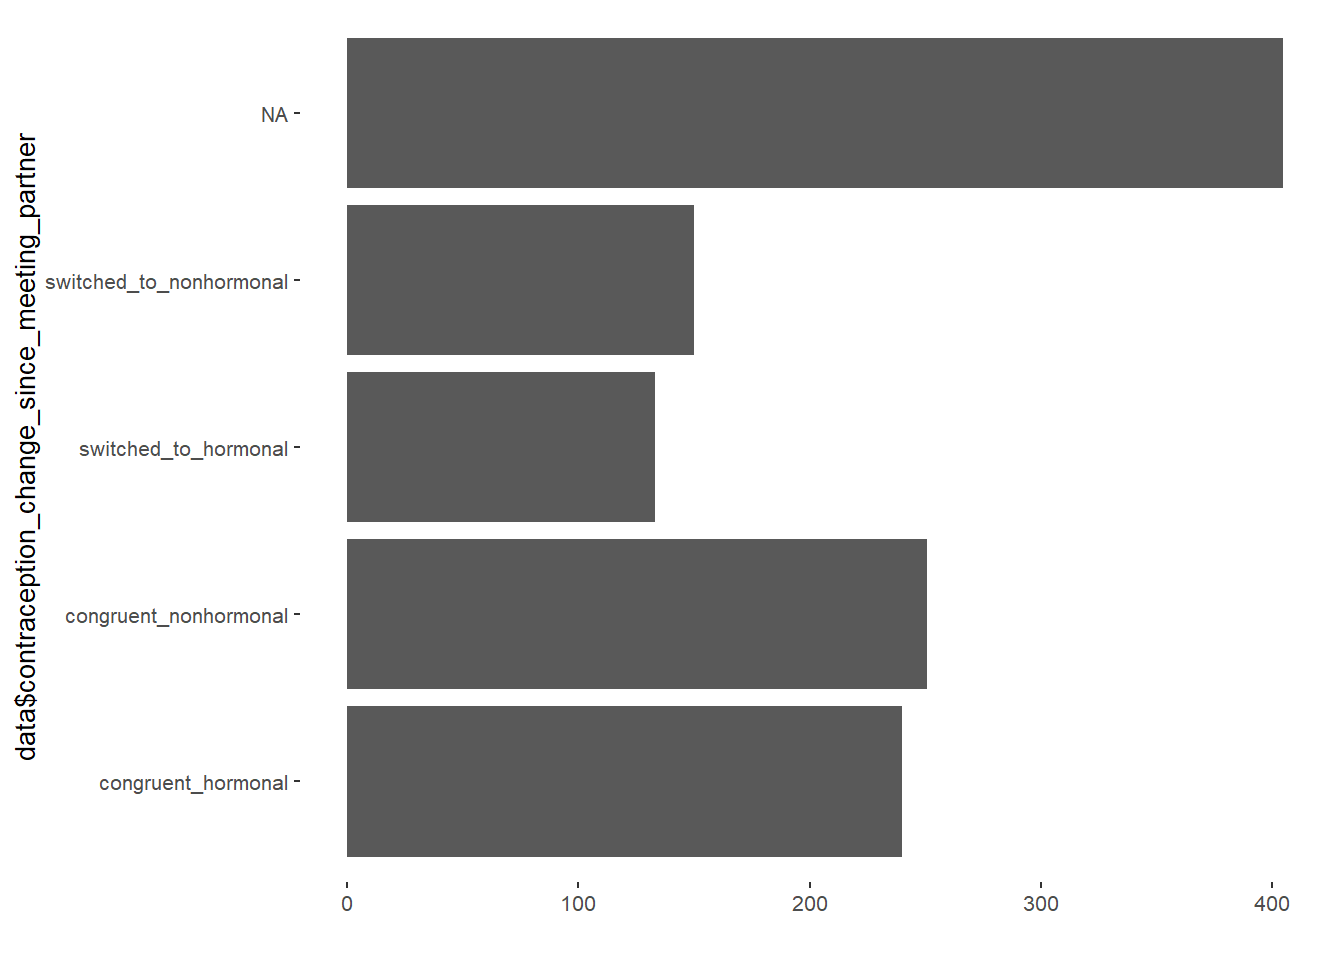 data$contraception_change_since_meeting_partner
NA
switched_to_nonhormonal
switched_to_hormonal
congruent_nonhormonal
congruent_hormonal
0 100 200 300 400